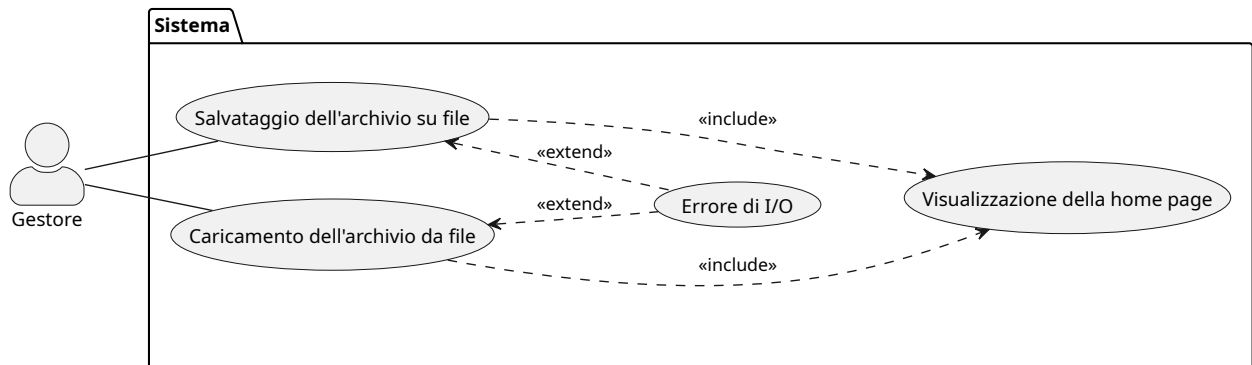 Sistema
Salvataggio dell'archivio su file
«include»
«extend»
Errore di I/O
Visualizzazione della home page
Gestore
«extend»
Caricamento dell'archivio da file
«include»